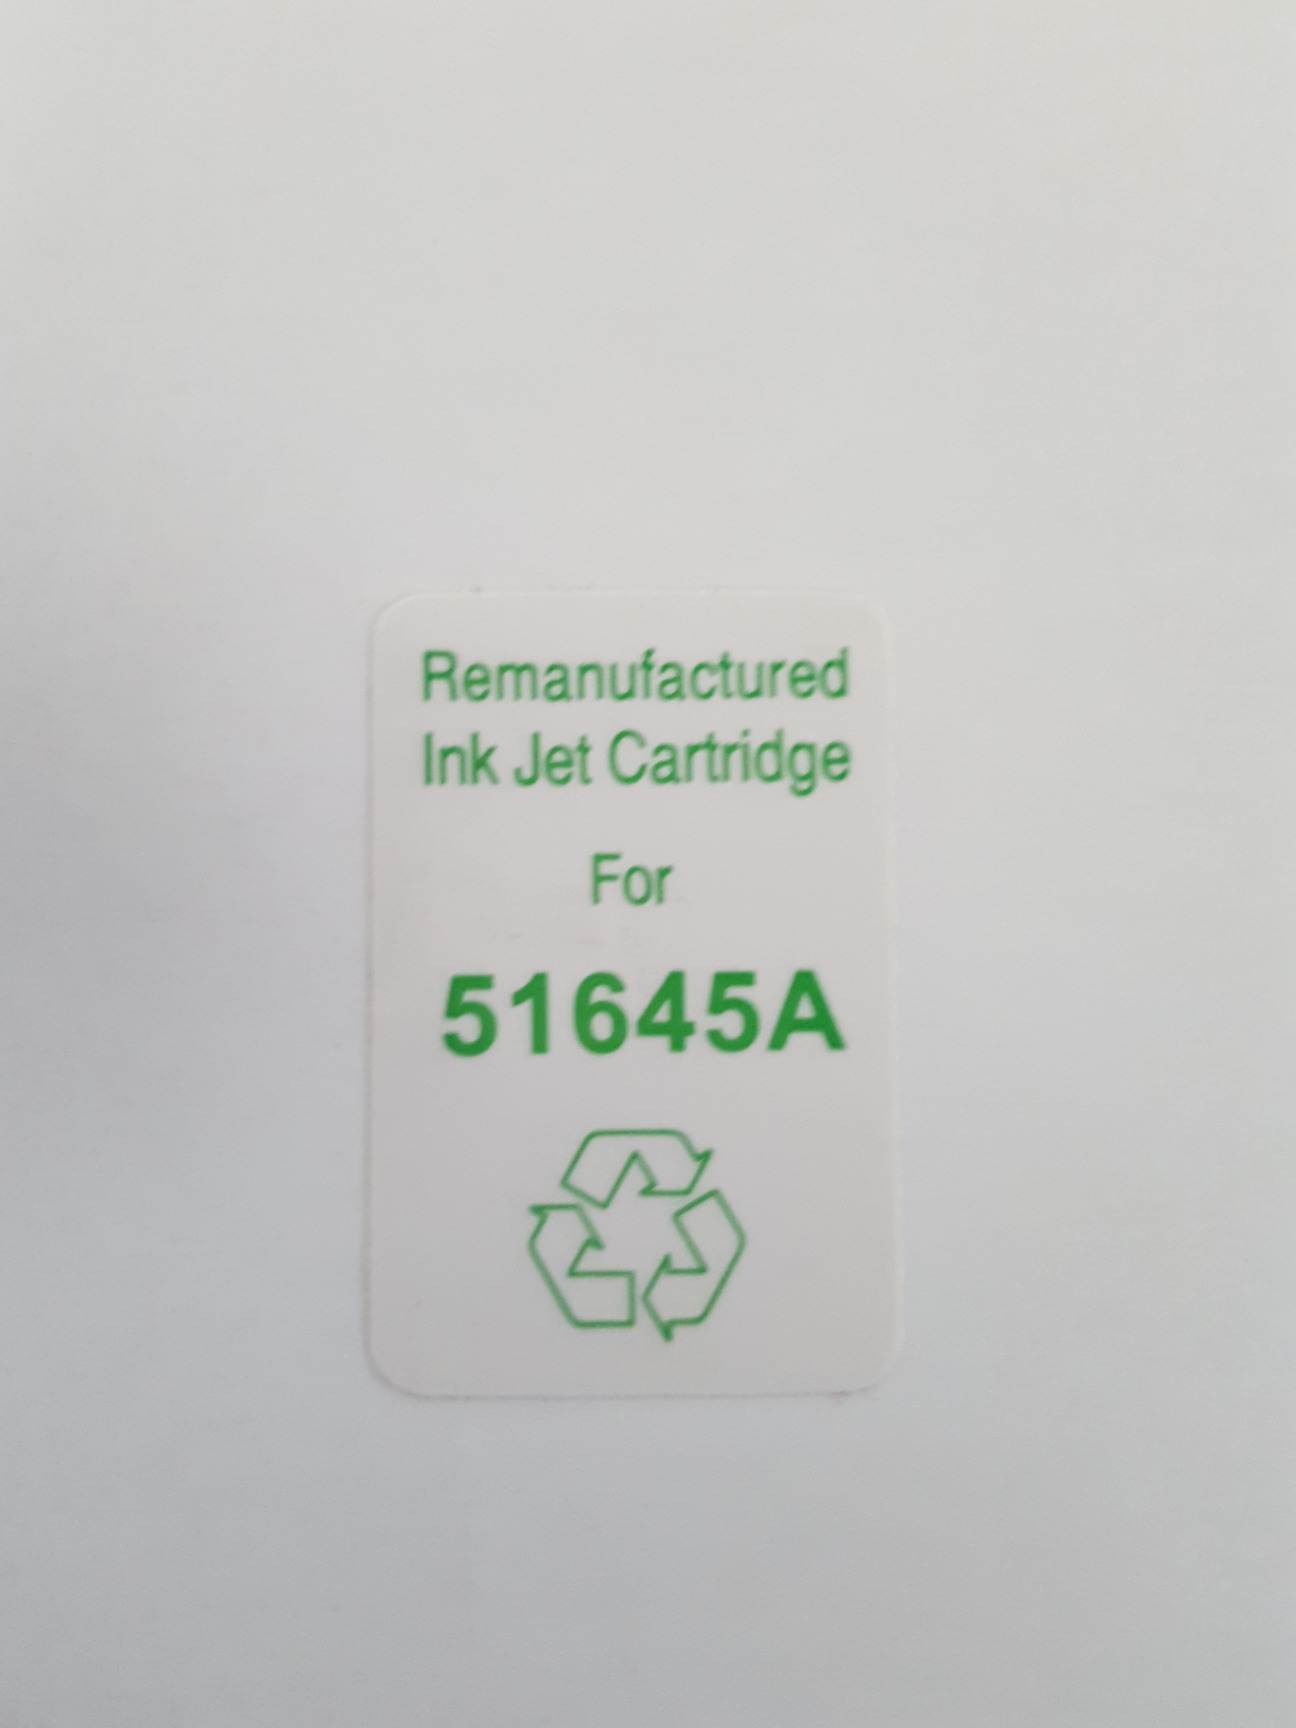 Remanufactured
Ink Jet Cartridge
For
51645A